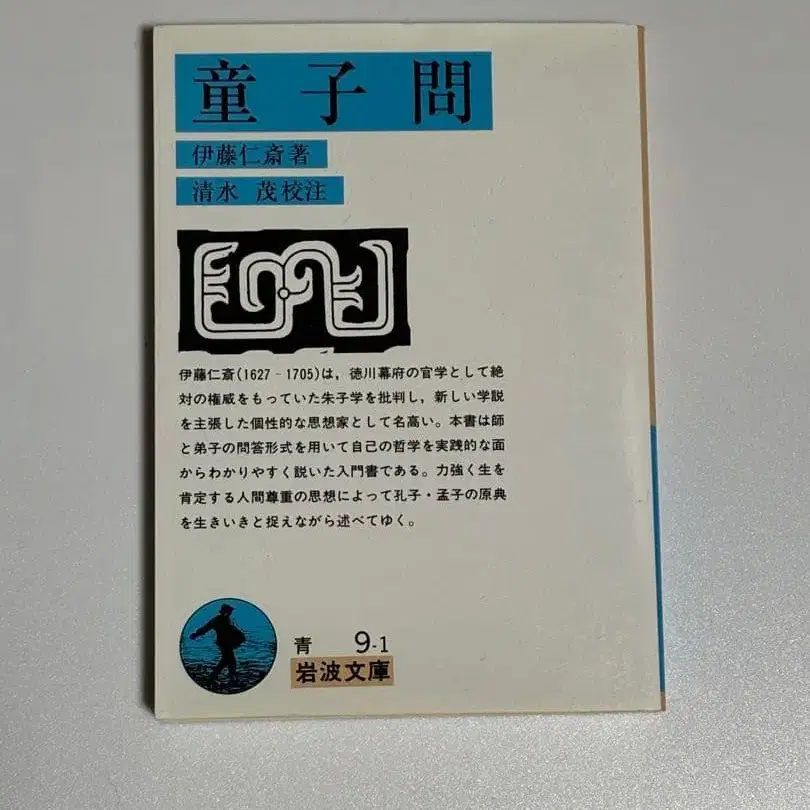 童子問
伊藤仁斎著
清水 茂校注
伊藤仁斎(1627‐1705)は，徳川幕府の官学として絶
対の権威をもっていた朱子学を批判し，新しい学説
を主張した個性的な思想家として名高い。本書は師
と弟子の問答形式を用いて自己の哲学を実践的な面
からわかりやすく説いた入門書である。力強く生を
肯定する人間尊重の思想によって孔子・孟子の原典
を生きいきと捉えながら述べてゆく。
青 9-1
岩波文庫